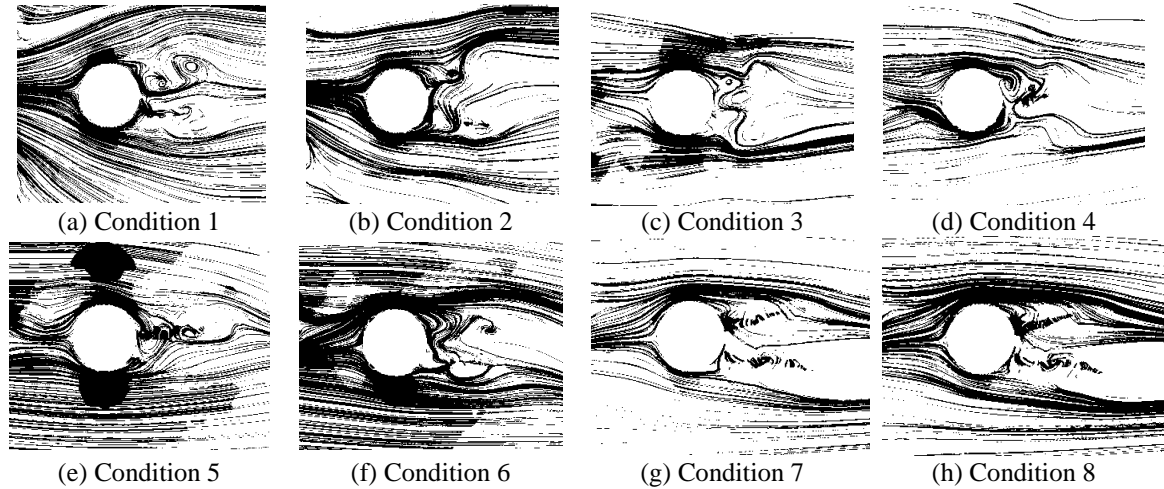 (a) Condition 1
(b) Condition 2
(c) Condition 3
(d) Condition 4
(e) Condition 5
(f) Condition 6
(g) Condition 7
(h) Condition 8